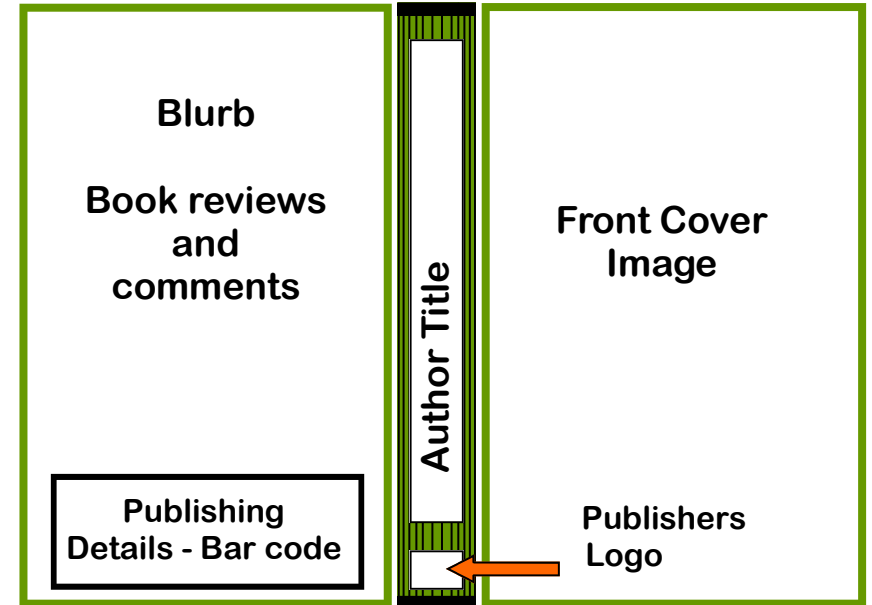 Blurb
Book reviews
and
comments
Publishing
Details - Bar code
Author Title
Front Cover
Image
Publishers
Logo